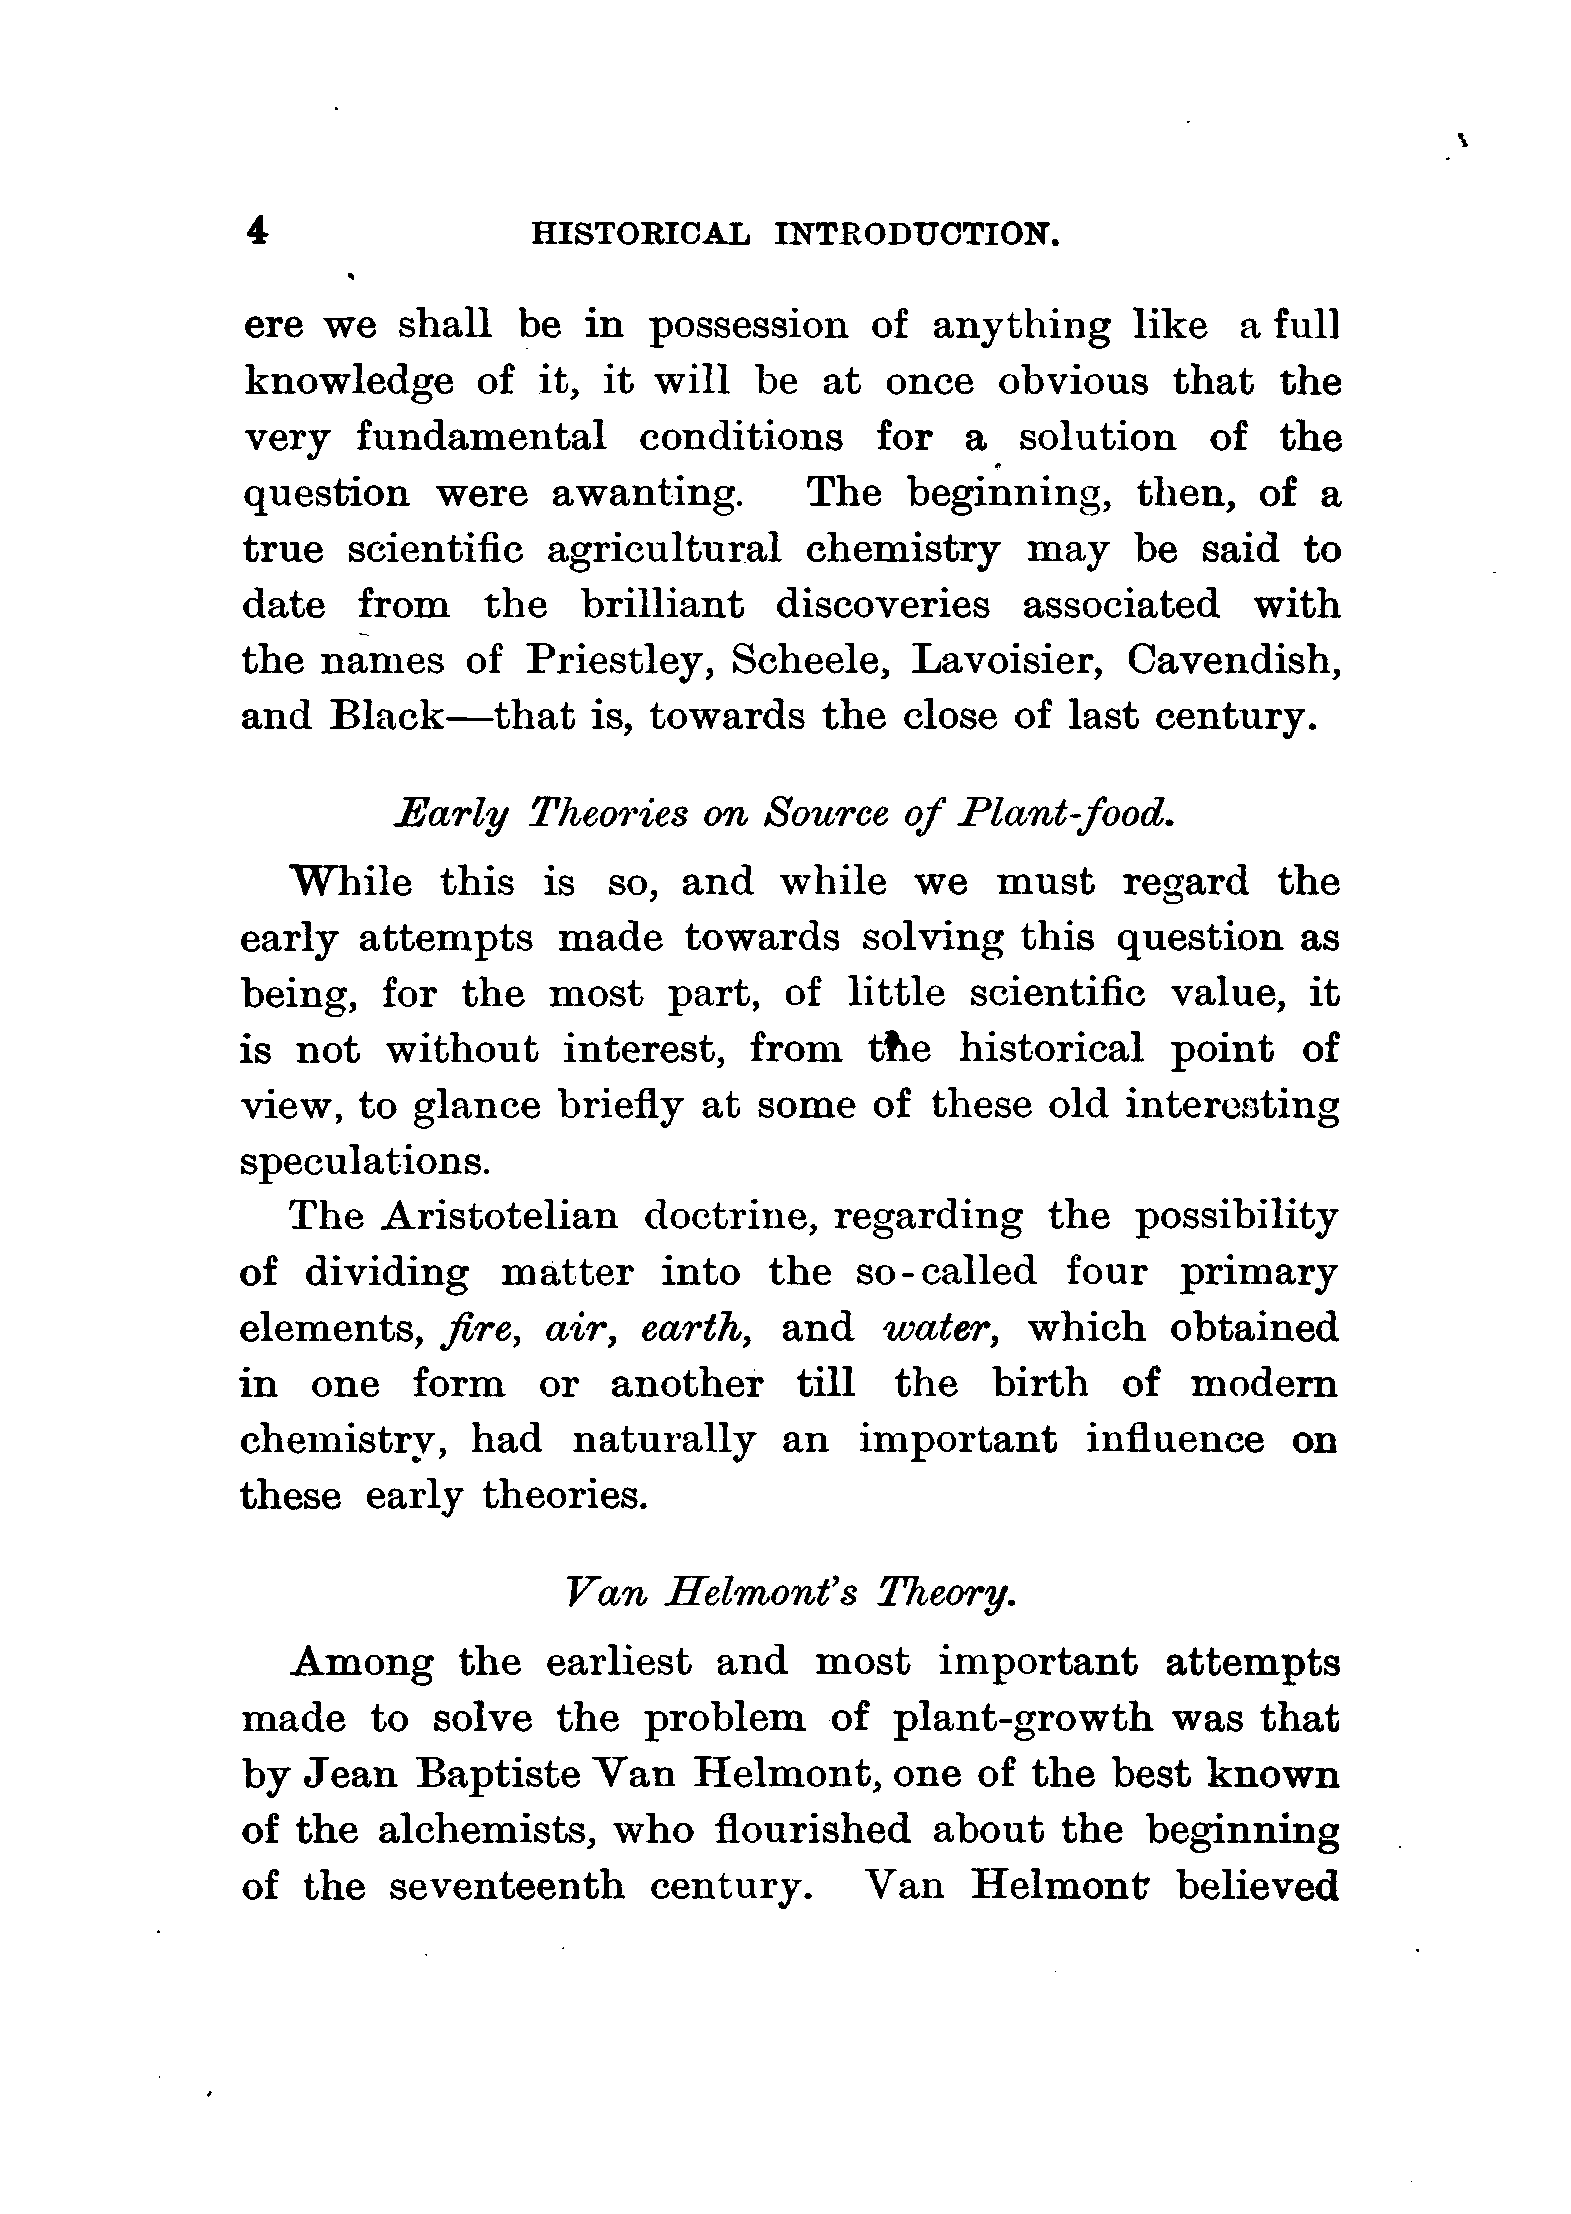 4 HISTORICAL INTRODUCTION.
ere we shall be in possession of anything like a full
knowledge of it, it will be at once obvious that the
very fundamental conditions for a solution of the
question were awanting. The beginning, then, of a
true scientific agricultural chemistry may be said to
date from the brilliant discoveries associated with
the names of Priestley, Scheele, Lavoisier, Cavendish,
and Black—that is, towards the close of last century.
Early Theories on Source of Plant-food.
While this is so, and while we must regard the
early attempts made towards solving this question as
being, for the most part, of little scientific value, it
is not without interest, from the historical point of
view, to glance briefly at some of these old interesting
speculations.
The Aristotelian doctrine, regarding the possibility
of dividing matter into the so-called four primary
elements, fire, air, earth, and water, which obtained
in one form or another till the birth of modern
chemistry, had naturally an important influence on
these early theories.
Van Helmont's Theory.
Among the earliest and most important attempts
made to solve the problem of plant-growth was that
by Jean Baptiste Van Helmont, one of the best known
of the alchemists, who flourished about the beginning
of the seventeenth century. Van Helmont believed